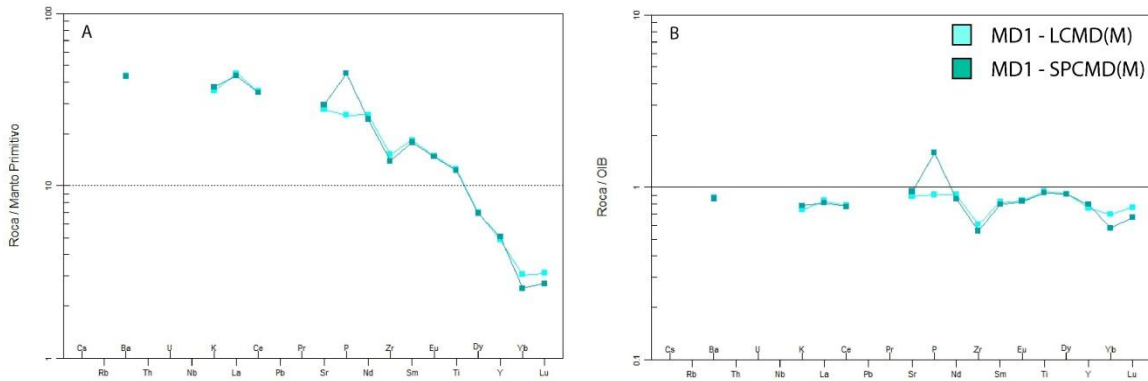 A
100
10
1
Roca / Manto Primitivo
Cs Ba U K Ce Pr P Zr Eu Dy Yb
Rb Th Nb La Pb Sr Nd Sm Ti Y Lu
B
MD1 - LCMD(M)
MD1 - SPCMD(M)
10
1
0.1
Roca / OIB
Cs Ba U K Ce Pr P Zr Eu Dy Yb
Rb Th Nb La Pb Sr Nd Sm Ti Y Lu